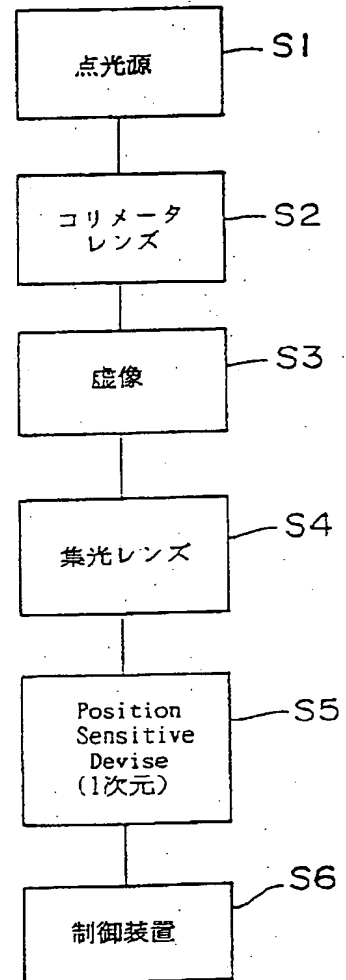 点光源
S1
コリメータ
レンズ
S2
虚像
S3
集光レンズ
S4
Position
Sensitive
Devise
(1次元)
S5
制御装置
S6